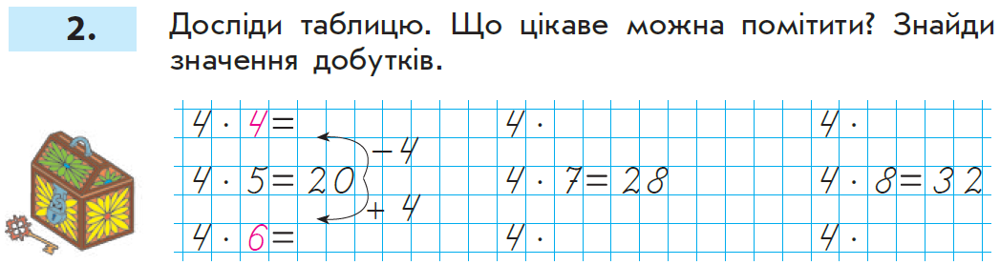 2. Досліди таблицю. Що цікаве можна помітити? Знайди
значення добутків.
4 · 4 = 4 · 4 ·
− 4
4 · 5 = 20 4 · 7 = 28 4 · 8 = 32
+ 4
4 · 6 = 4 · 4 ·